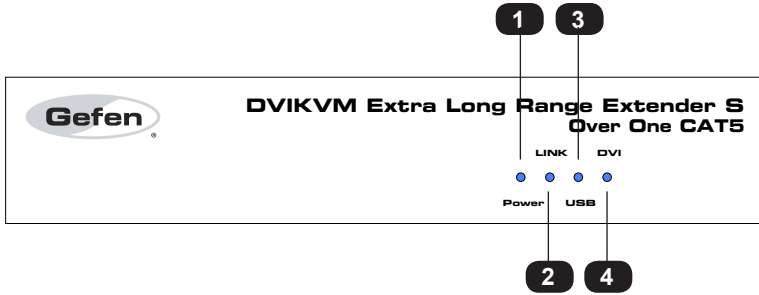 1 3
Gefen
®
DVIKVM Extra Long Range Extender S
Over One CAT5
LINK DVI
Power USB
2 4